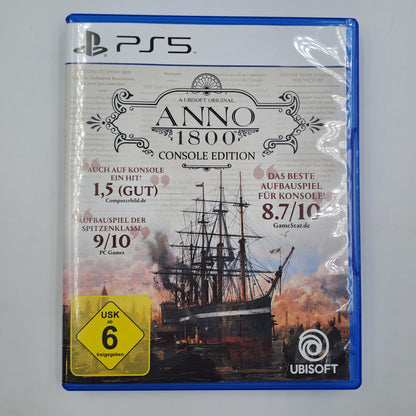 PS5
A UBISOFT ORIGINAL
ANNO
1800
CONSOLE EDITION
AUCH AUF KONSOLE
EIN HIT!
1,5 (GUT)
Computerbild.de
AUFBAUSPIEL DER
SPITZENKLASSE
9/10
PC Games
DAS BESTE
AUFBAUSPIEL
FÜR KONSOLE!
8.7/10
GameStar.de
USK
ab
6
freigegeben
UBISOFT